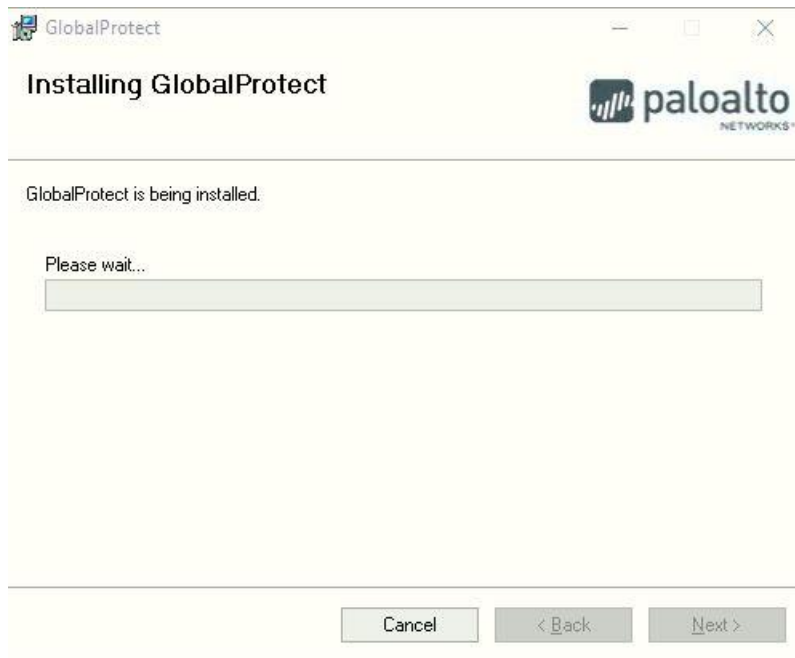 GlobalProtect
Installing GlobalProtect
paloalto
NETWORKS
GlobalProtect is being installed.
Please wait...
Cancel
< Back
Next >